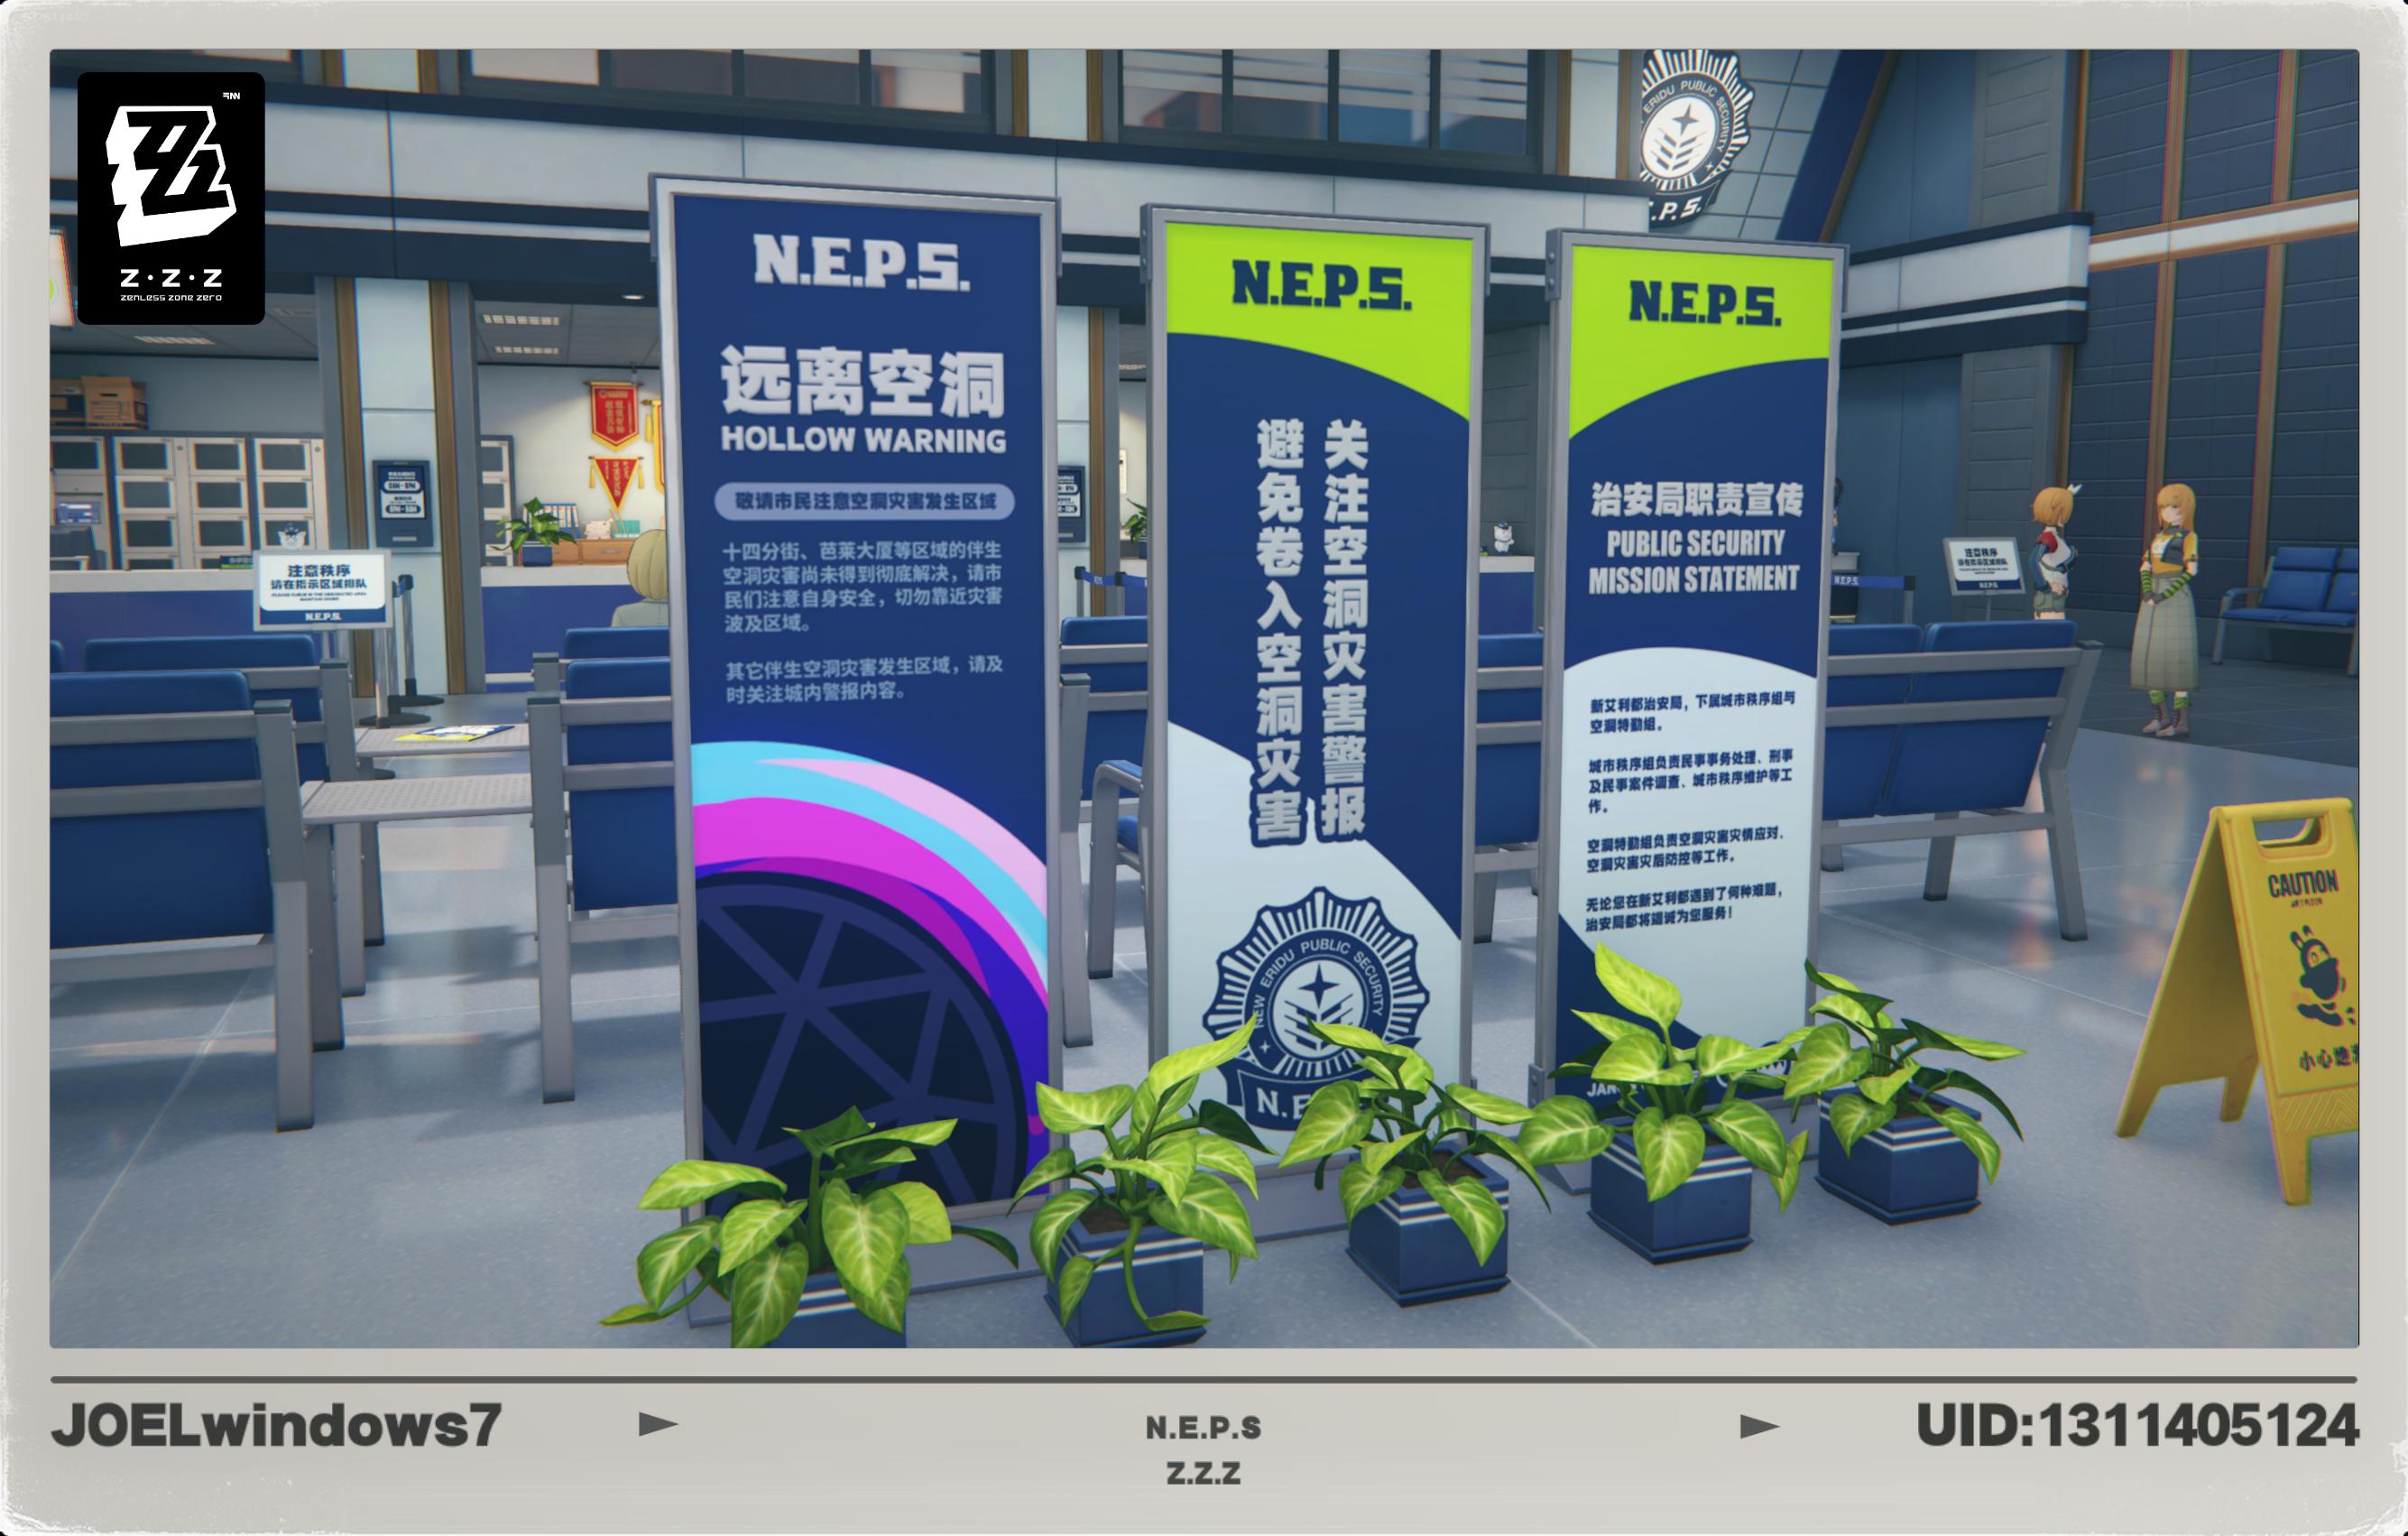 Z·Z·Z
ZENLESS ZONE ZERO
N.E.P.S.
远离空洞
HOLLOW WARNING
敬请市民注意空洞灾害发生区域
十四分街、芭莱大厦等区域的伴生
空洞灾害尚未得到彻底解决，请市
民们注意自身安全，切勿靠近灾害
波及区域。
其它伴生空洞灾害发生区域，请及
时关注城内警报内容。
N.E.P.S.
关注空洞灾害警报
避免卷入空洞灾害
NEW ERIDU PUBLIC SECURITY
N.E
N.E.P.S.
治安局职责宣传
PUBLIC SECURITY
MISSION STATEMENT
新艾利都治安局，下属城市秩序组与
空洞特勤组。
城市秩序组负责民事事务处理、刑事
及民事案件调查、城市秩序维护等工
作。
空洞特勤组负责空洞灾害灾情应对、
空洞灾害灾后防控等工作。
无论您在新艾利都遇到了何种难题，
治安局都将竭诚为您服务！
JAN
ERIDU PUBLIC SECURITY
.P.S.
注意秩序
请在指示区域排队
N.E.P.S.
注意秩序
N.E.P.S.
N.E.P.S.
CAUTION
小心地
JOELwindows7
N.E.P.S
Z.Z.Z
UID:1311405124